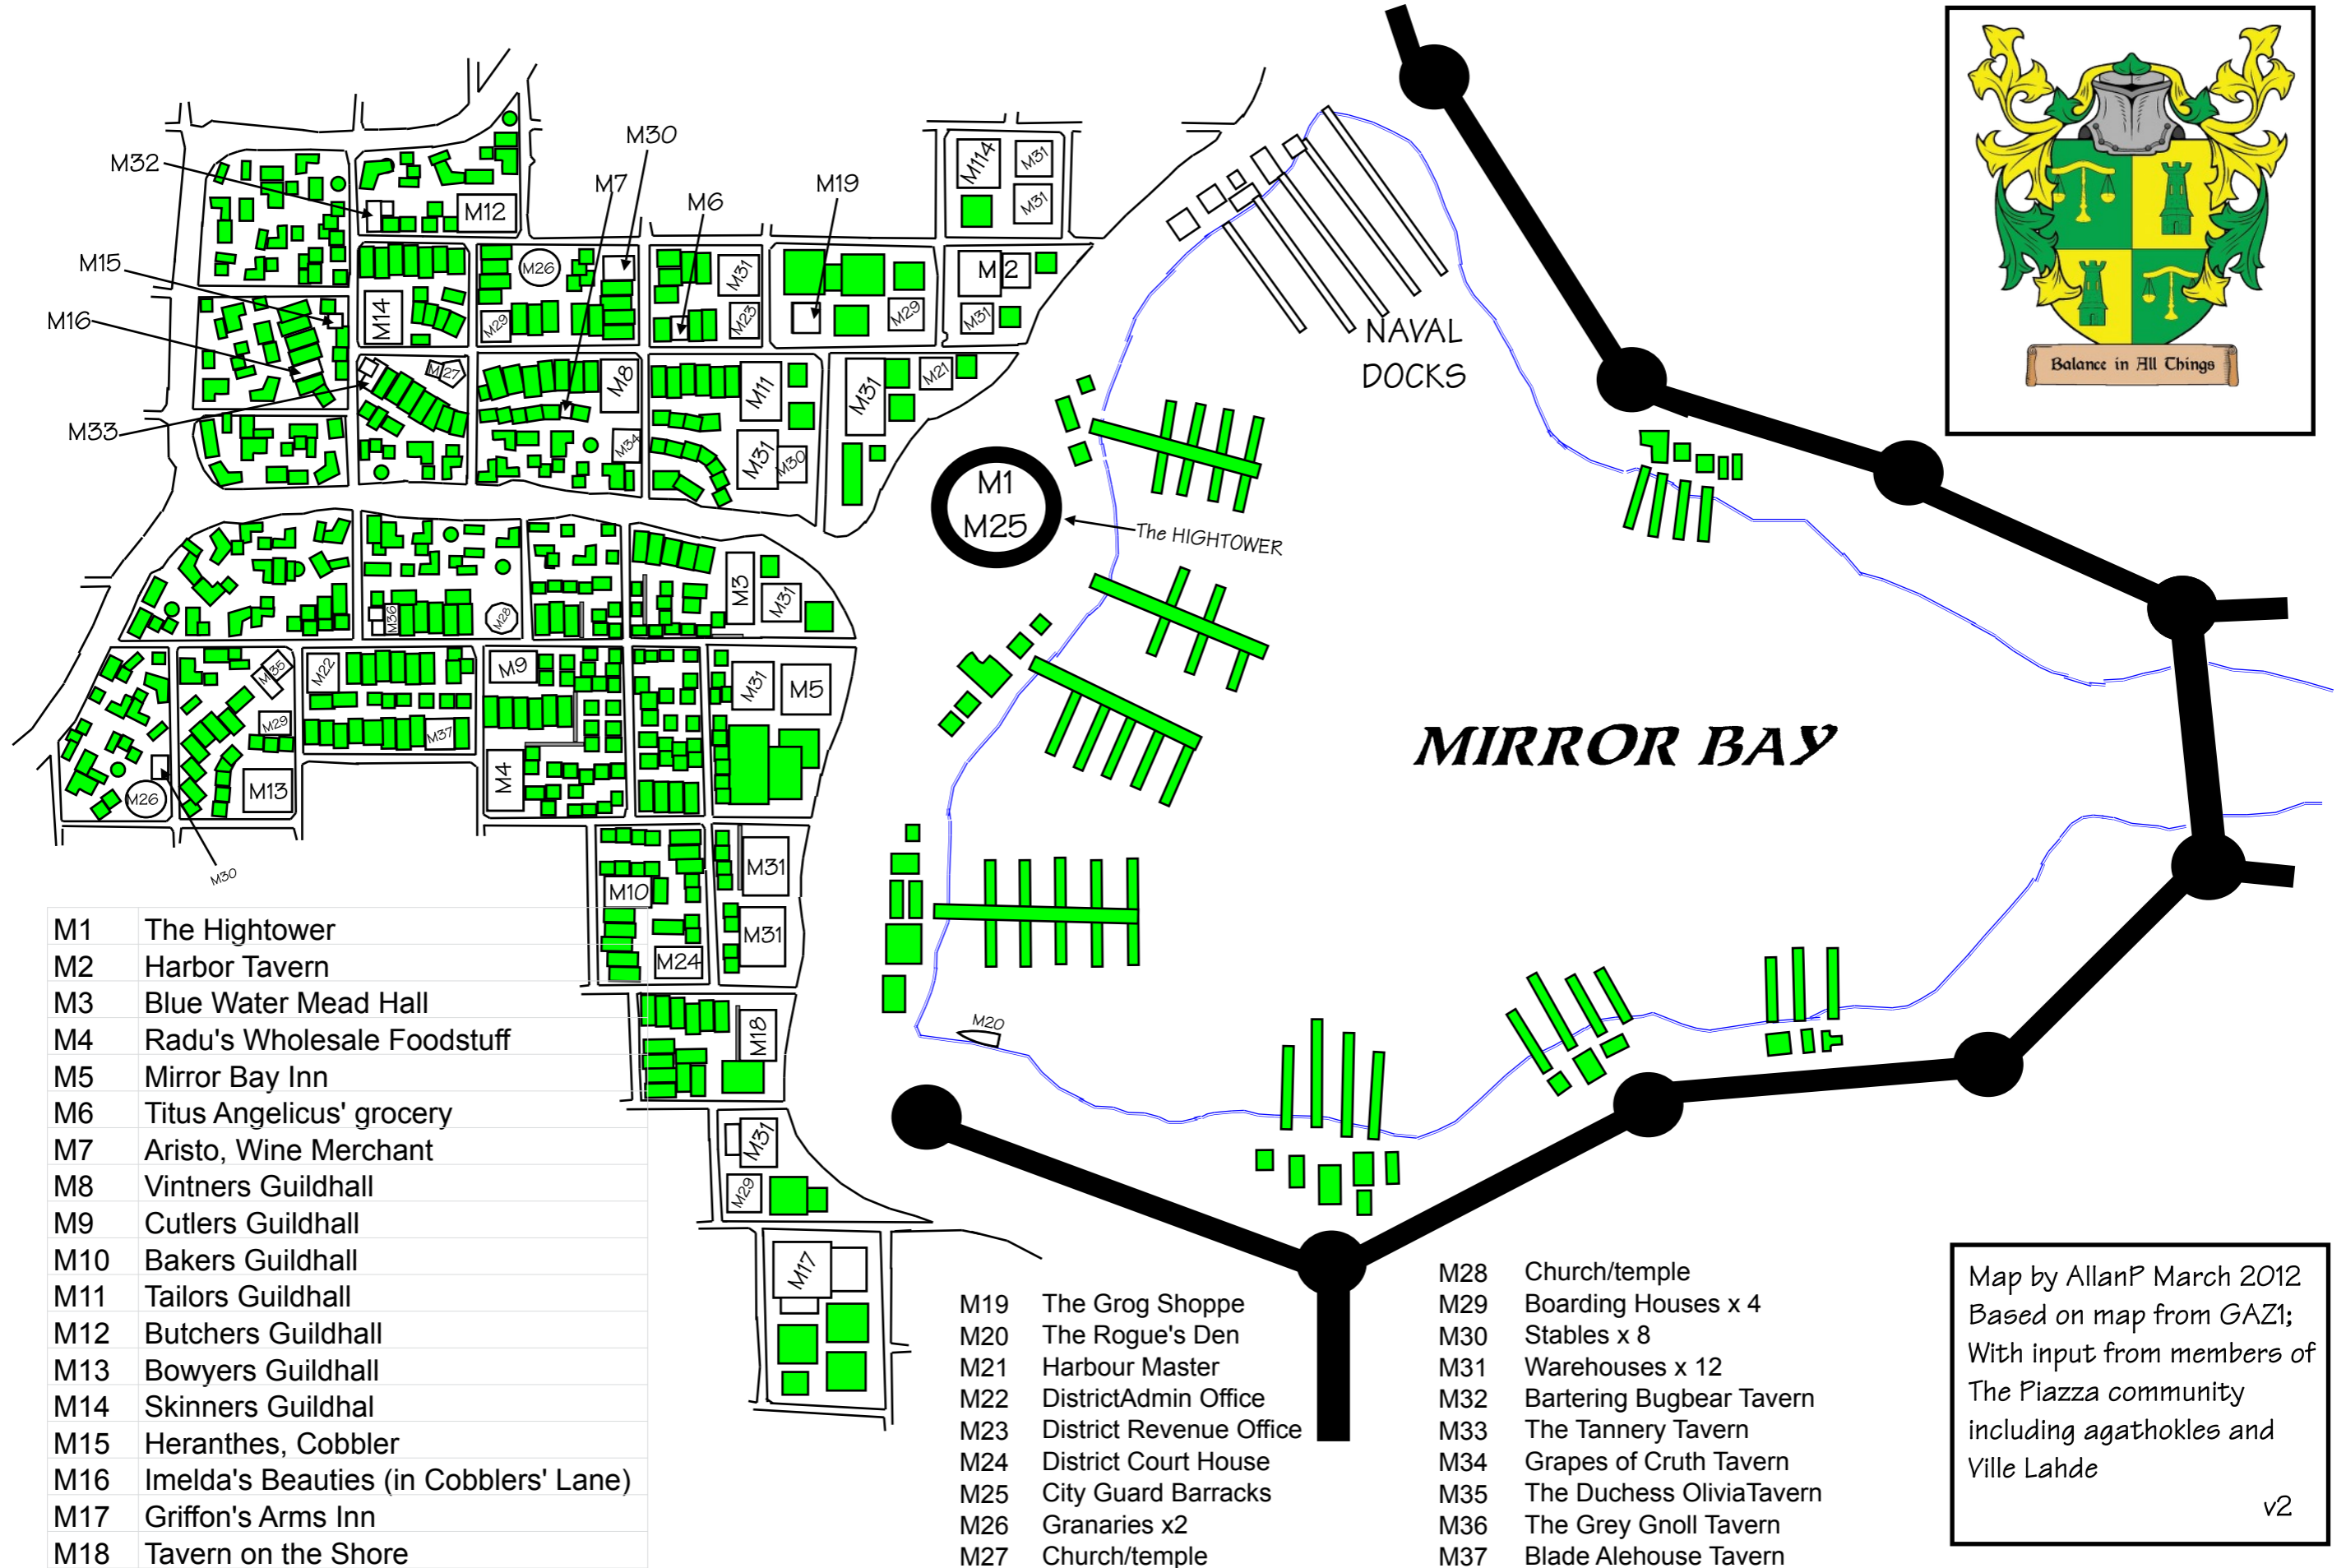 M32
M15
M16
M33
M30
M7
M6
M19
M12
M114
M31
M31
M14
M26
M29
M31
M23
M29
M 2
M31
M27
M8
M34
M11
M31
M30
M31
M21
M1
M25
The HIGHTOWER
NAVAL
DOCKS
Balance in All Things
M36
M28
M3
M31
M35
M22
M9
M31
M5
M29
M37
M26
M13
M4
M30
MIRROR BAY
M10
M31
M24
M31
M18
M20
M31
M29
M17
M1 The Hightower
M2 Harbor Tavern
M3 Blue Water Mead Hall
M4 Radu's Wholesale Foodstuff
M5 Mirror Bay Inn
M6 Titus Angelicus' grocery
M7 Aristo, Wine Merchant
M8 Vintners Guildhall
M9 Cutlers Guildhall
M10 Bakers Guildhall
M11 Tailors Guildhall
M12 Butchers Guildhall
M13 Bowyers Guildhall
M14 Skinners Guildhal
M15 Heranthes, Cobbler
M16 Imelda's Beauties (in Cobblers' Lane)
M17 Griffon's Arms Inn
M18 Tavern on the Shore
M19 The Grog Shoppe
M20 The Rogue's Den
M21 Harbour Master
M22 DistrictAdmin Office
M23 District Revenue Office
M24 District Court House
M25 City Guard Barracks
M26 Granaries x2
M27 Church/temple
M28 Church/temple
M29 Boarding Houses x 4
M30 Stables x 8
M31 Warehouses x 12
M32 Bartering Bugbear Tavern
M33 The Tannery Tavern
M34 Grapes of Cruth Tavern
M35 The Duchess OliviaTavern
M36 The Grey Gnoll Tavern
M37 Blade Alehouse Tavern
Map by AllanP March 2012
Based on map from GAZ1;
With input from members of
The Piazza community
including agathokles and
Ville Lahde
v2